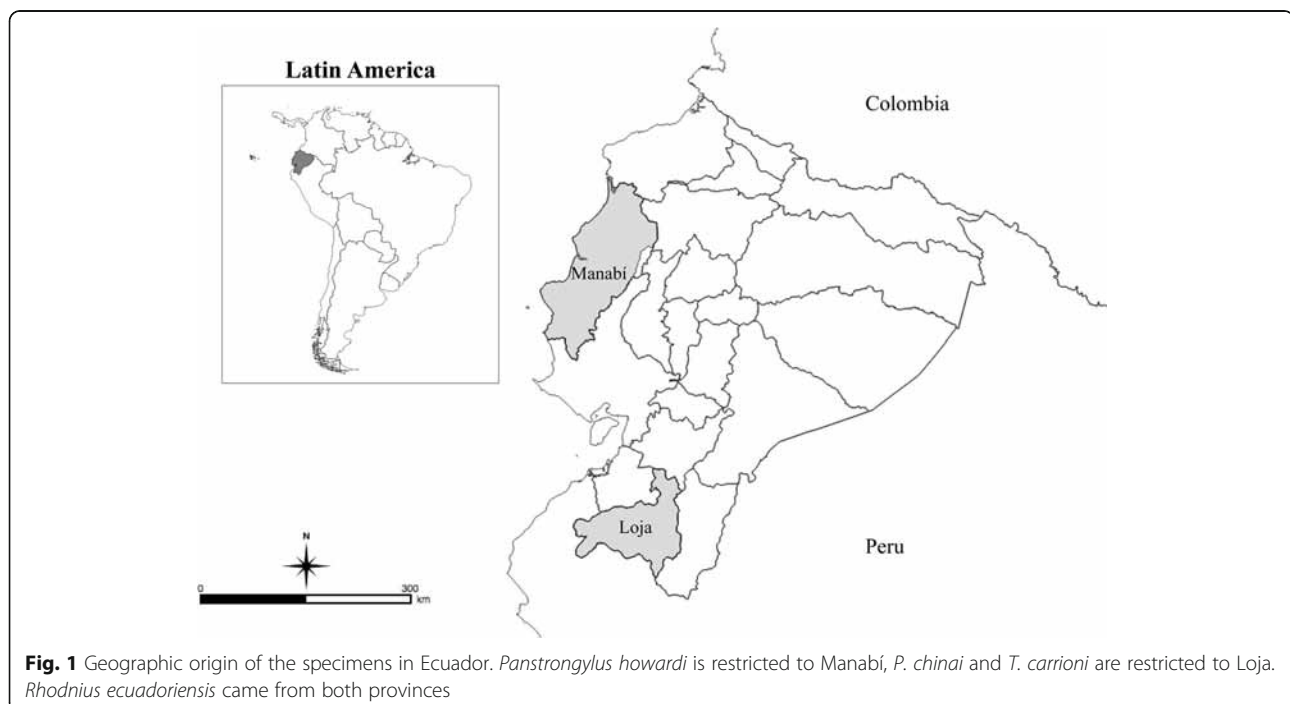 Latin America
Colombia
Manabí
Loja
Peru
N
0
300
km
Fig. 1 Geographic origin of the specimens in Ecuador. Panstrongylus howardi is restricted to Manabí, P. chinai and T. carrioni are restricted to Loja.
Rhodnius ecuadoriensis came from both provinces